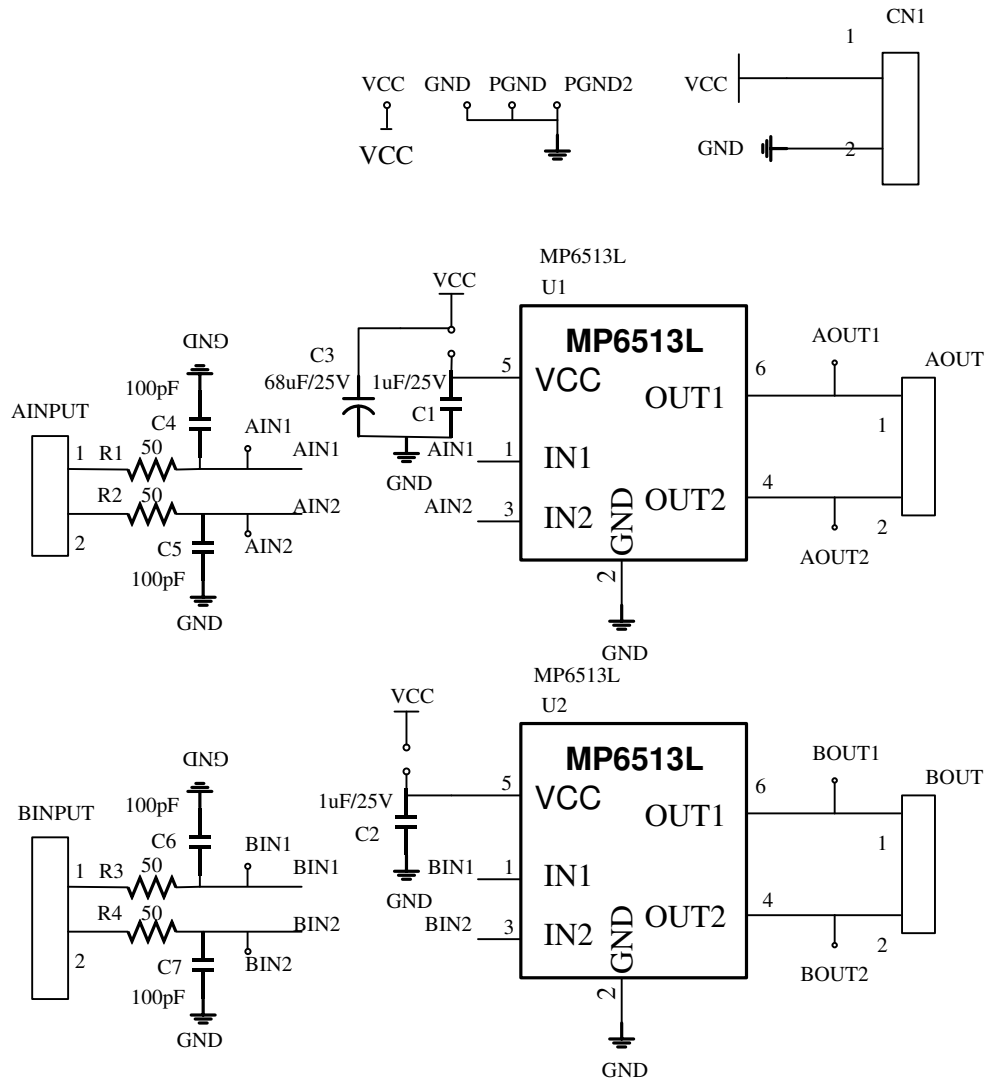 CN1
1
VCC GND PGND PGND2
VCC
VCC
GND
2
MP6513L
U1
VCC
MP6513L
AOUT1
GND
C3
68uF/25V
1uF/25V
5
VCC
6
AOUT
100pF
OUT1
AINPUT
C4
AIN1
C1
1
1
R1
50
AIN1
AIN1
1
IN1
GND
R2
50
AIN2
AIN2
3
IN2
OUT2
4
2
C5
AIN2
GND
2
AOUT2
100pF
2
GND
GND
MP6513L
U2
VCC
MP6513L
BOUT1
GND
5
VCC
6
BOUT
100pF
1uF/25V
OUT1
BINPUT
C6
BIN1
C2
1
1
R3
50
BIN1
BIN1
1
IN1
GND
R4
50
BIN2
BIN2
3
IN2
OUT2
4
2
C7
BIN2
GND
2
BOUT2
100pF
2
GND
GND